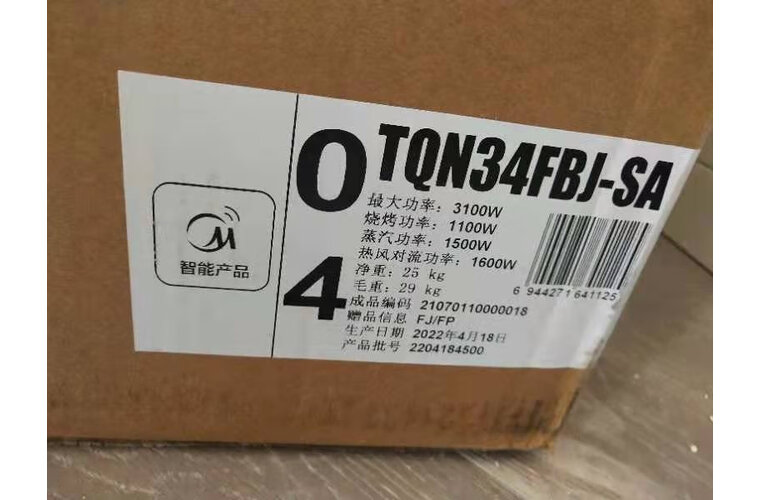 0
4
TQN34FBJ-SA
最大功率：3100W
烧烤功率：1100W
蒸汽功率：1500W
热风对流功率：1600W
净重：25 kg
毛重：29 kg
成品编码 21070110000018
赠品信息 FJ/FP
生产日期 2022年4月18日
产品批号 2204184500
智能产品
6 944271 641125